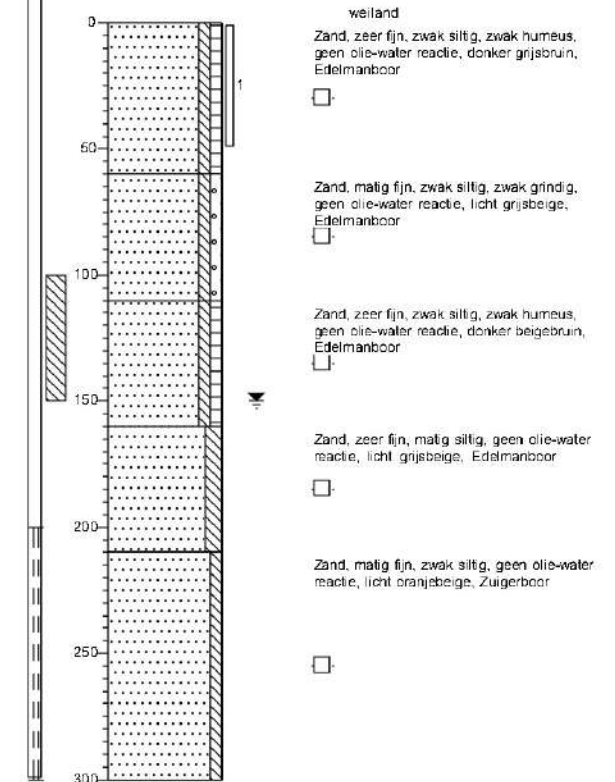 weiland
0
Zand, zeer fijn, zwak siltig, zwak humeus,
geen olie-water reactie, donker grijsbruin,
Edelmanboor
1
50
Zand, matig fijn, zwak siltig, zwak grindig,
geen olie-water reactie, licht grijsbeige,
Edelmanboor
100
Zand, zeer fijn, zwak siltig, zwak humeus,
geen olie-water reactie, donker beigebruin,
Edelmanboor
150
Zand, zeer fijn, matig siltig, geen olie-water
reactie, licht grijsbeige, Edelmanboor
200
Zand, matig fijn, zwak siltig, geen olie-water
reactie, licht oranjebeige, Zuigerboor
250
300